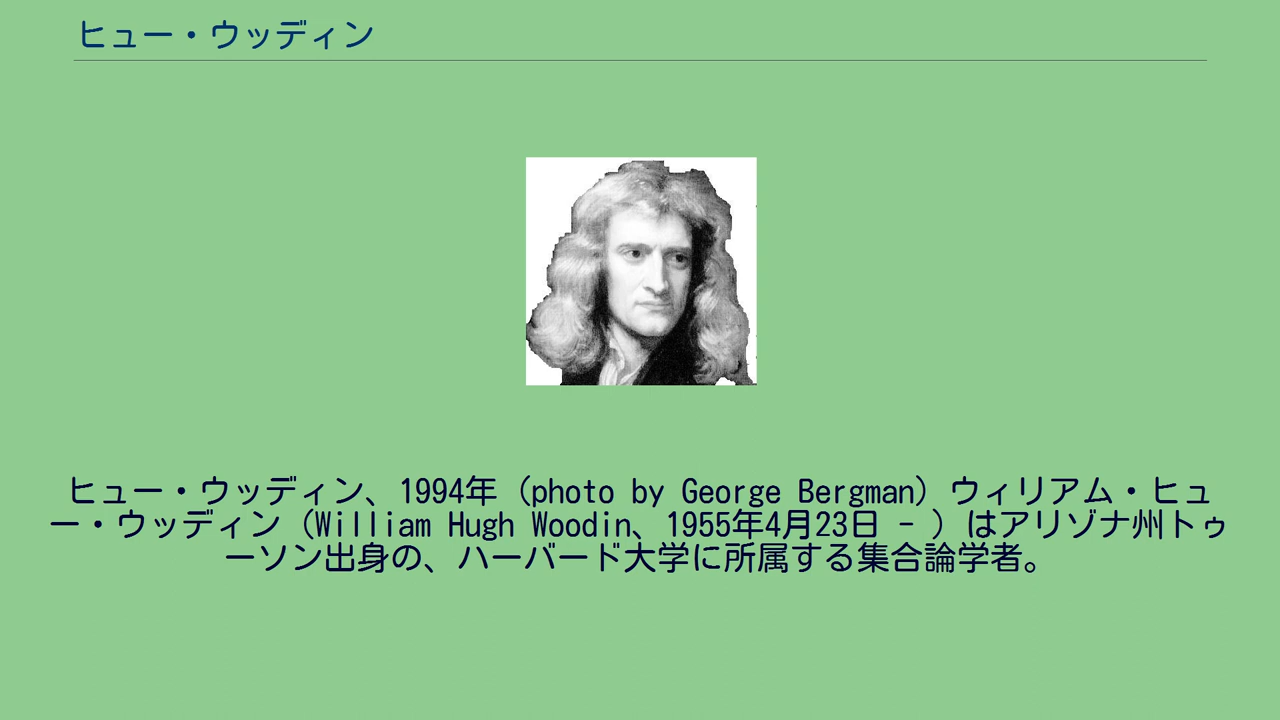 ヒュー・ウッディン
ヒュー・ウッディン、1994年（photo by George Bergman）ウィリアム・ヒュ
ー・ウッディン（William Hugh Woodin、1955年4月23日 - ）はアリゾナ州トゥ
ーソン出身の、ハーバード大学に所属する集合論学者。